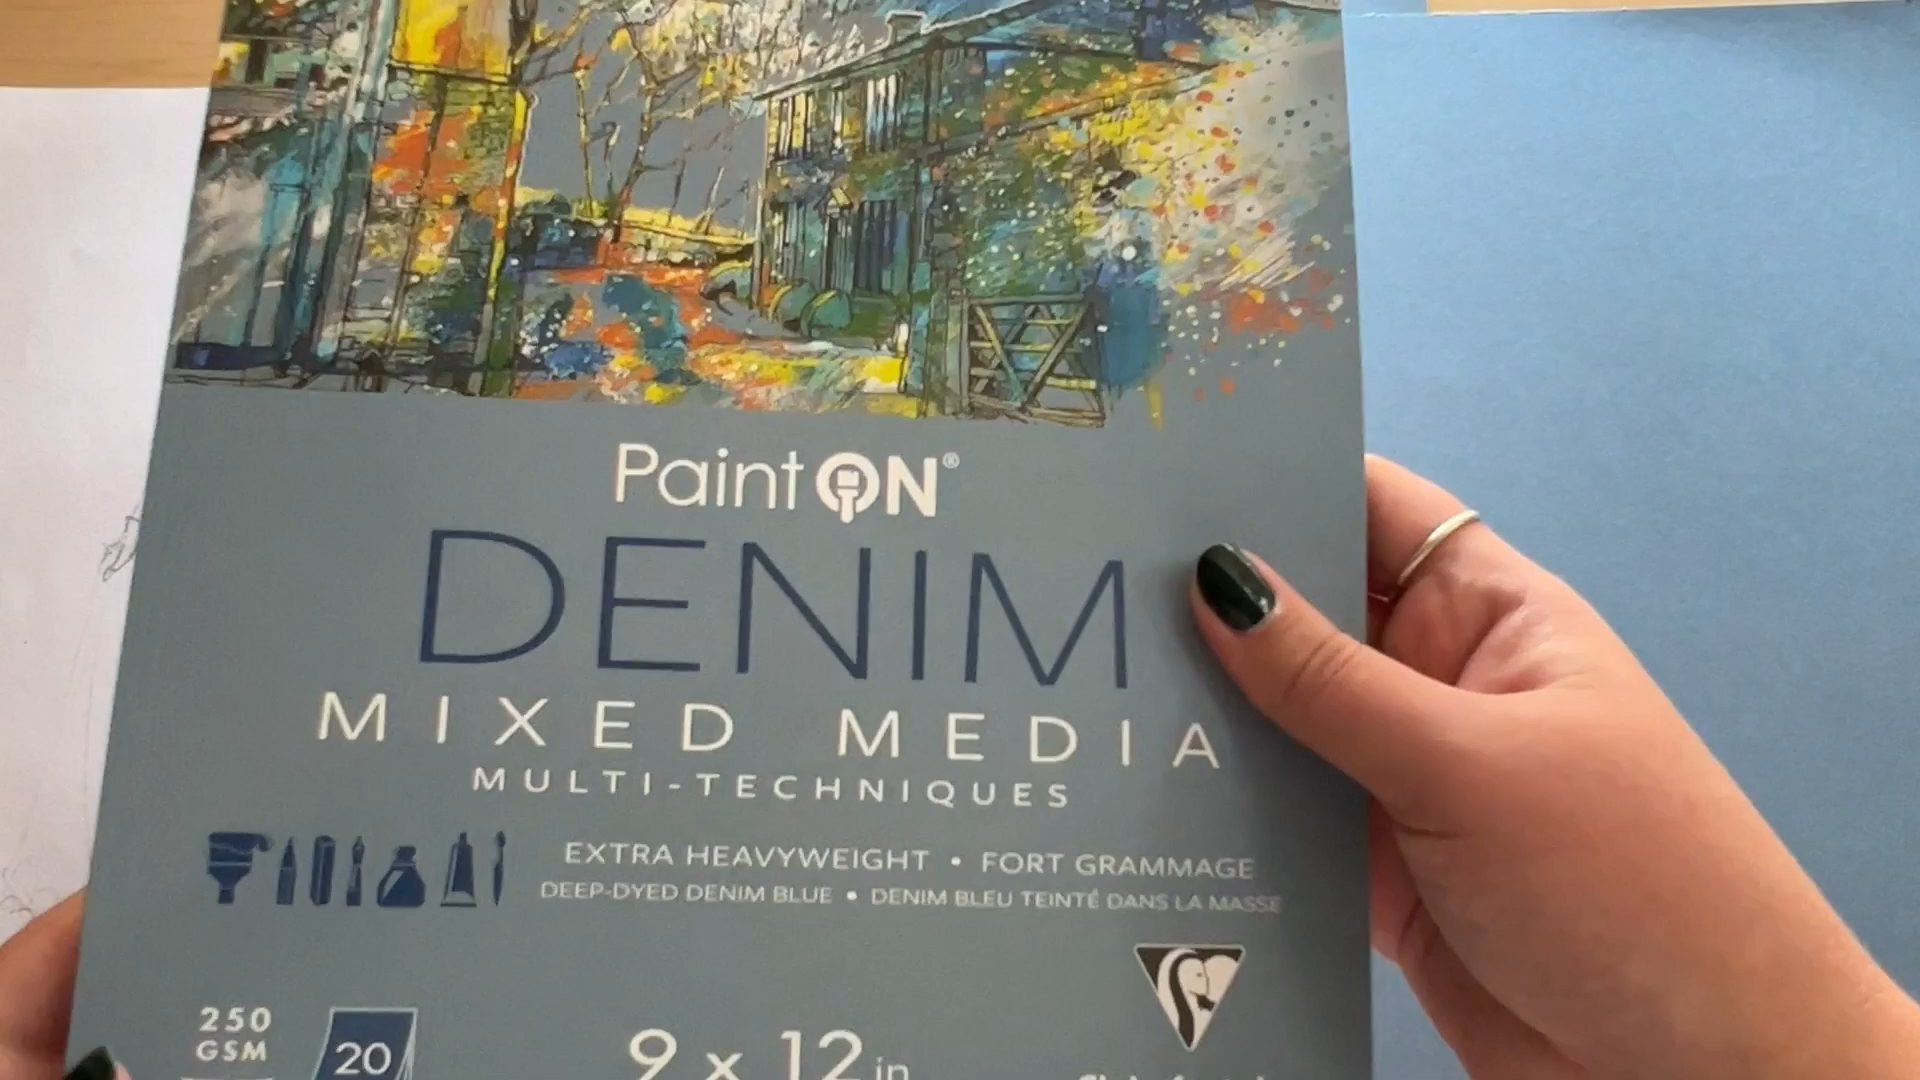 PaintON®
DENIM
MIXED MEDIA
MULTI-TECHNIQUES
EXTRA HEAVYWEIGHT • FORT GRAMMAGE
DEEP-DYED DENIM BLUE • DENIM BLEU TEINTÉ DANS LA MASSE
250
GSM
20
9 x 12 in